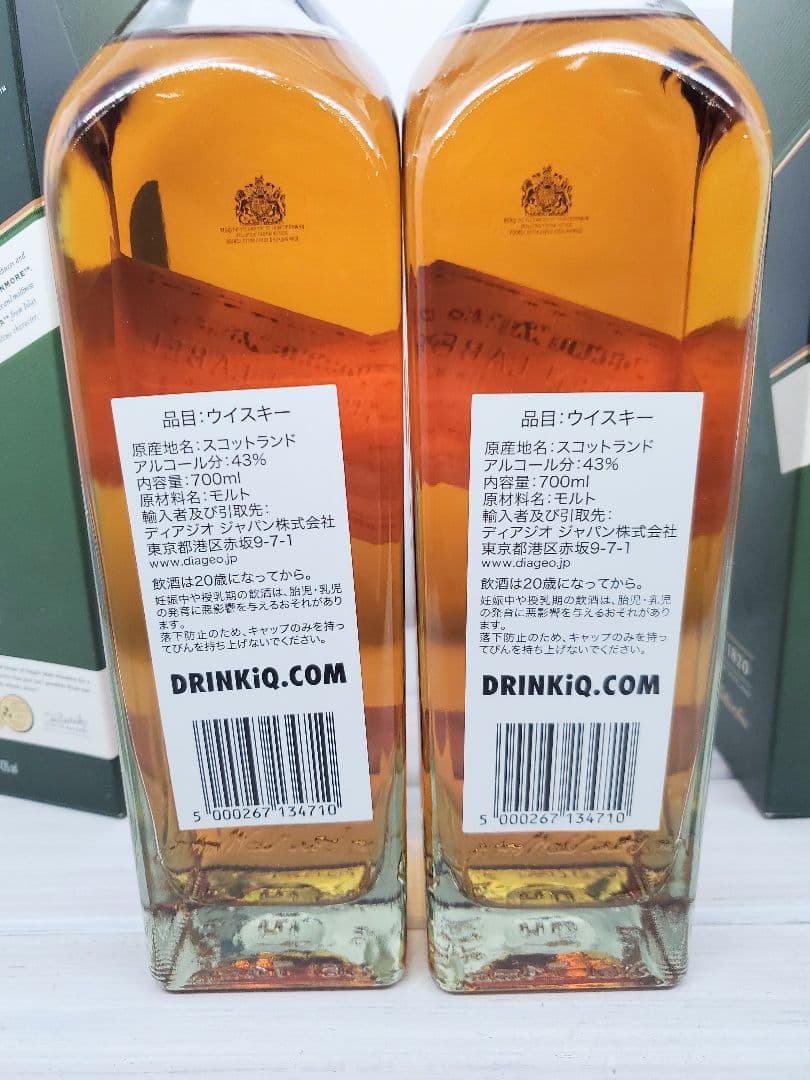 品目：ウイスキー
原産地名：スコットランド
アルコール分：43%
内容量：700ml
原材料名：モルト
輸入者及び引取先：
ディアジオ ジャパン株式会社
東京都港区赤坂9-7-1
www.diageo.jp
飲酒は20歳になってから。
妊娠中や授乳期の飲酒は、胎児・乳児
の発育に悪影響を与えるおそれがあり
ます。
落下防止のため、キャップのみを持っ
てびんを持ち上げないでください。
DRINKiQ.COM
5 000267 134710
品目：ウイスキー
原産地名：スコットランド
アルコール分：43%
内容量：700ml
原材料名：モルト
輸入者及び引取先：
ディアジオ ジャパン株式会社
東京都港区赤坂9-7-1
www.diageo.jp
飲酒は20歳になってから。
妊娠中や授乳期の飲酒は、胎児・乳児
の発育に悪影響を与えるおそれがあり
ます。
落下防止のため、キャップのみを持っ
てびんを持ち上げないでください。
DRINKiQ.COM
5 000267 134710
1820